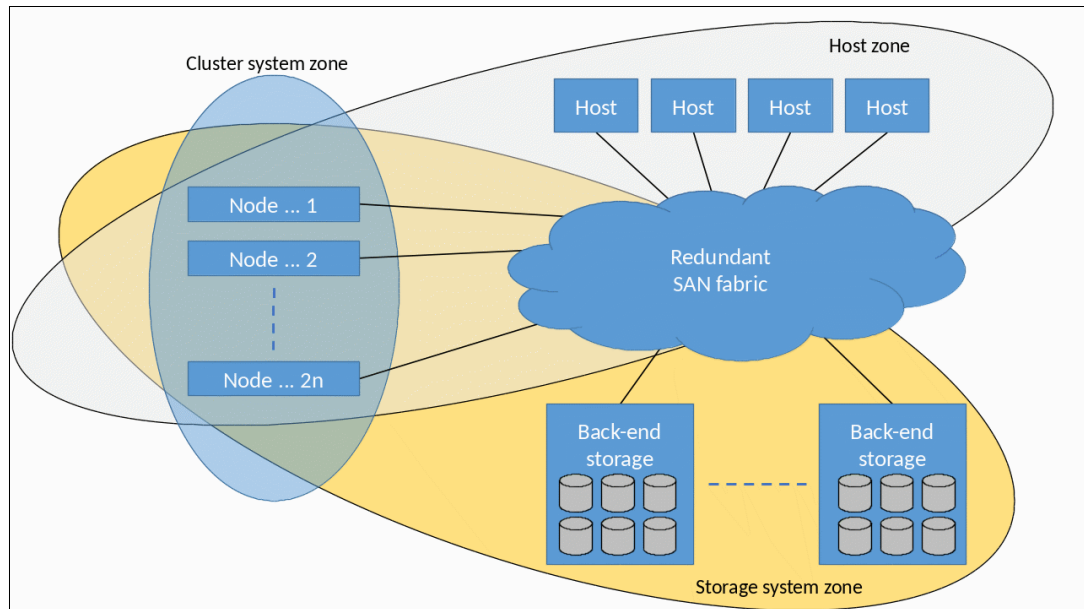 Host zone
Cluster system zone
Host
Host
Host
Host
Node ... 1
Node ... 2
Node ... 2n
Redundant
SAN fabric
Back-end
storage
Back-end
storage
Storage system zone